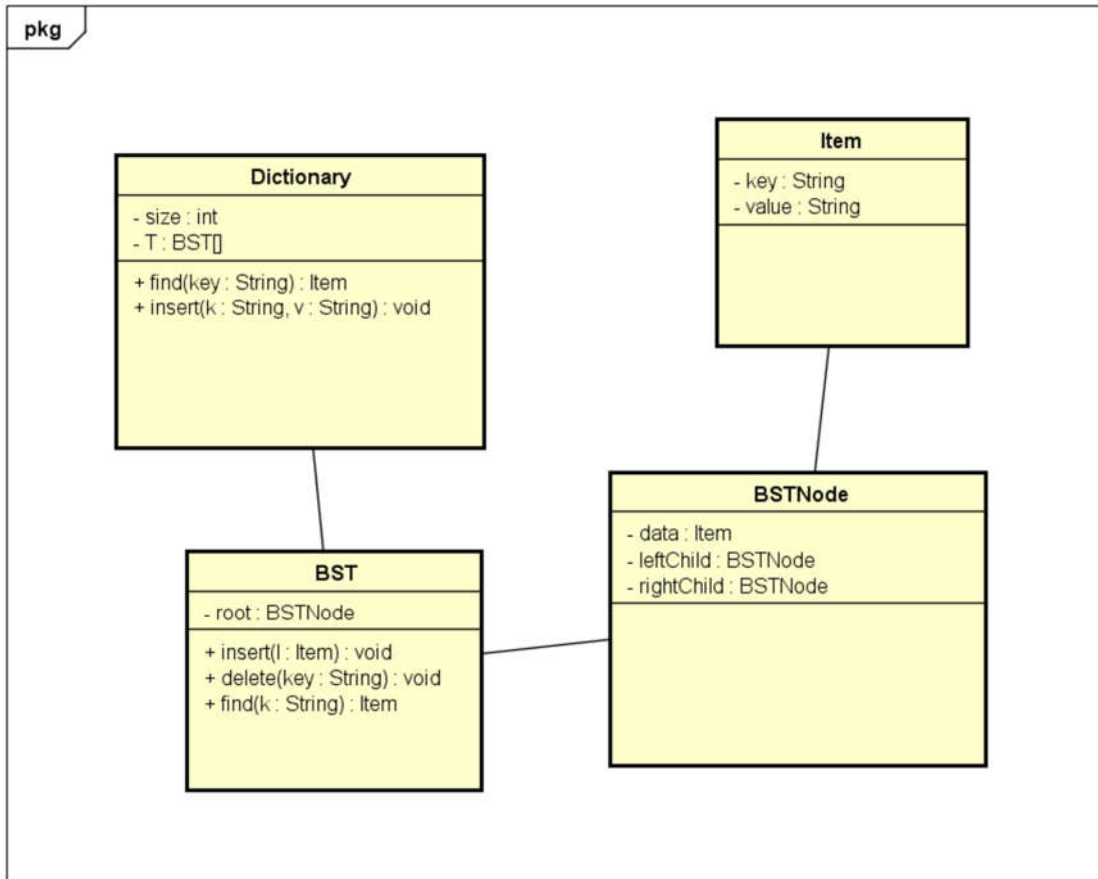 pkg
Dictionary
- size : int
- T : BST[]
+ find(key : String) : Item
+ insert(k : String, v : String) : void
Item
- key : String
- value : String
BST
- root : BSTNode
+ insert(I : Item) : void
+ delete(key : String) : void
+ find(k : String) : Item
BSTNode
- data : Item
- leftChild : BSTNode
- rightChild : BSTNode